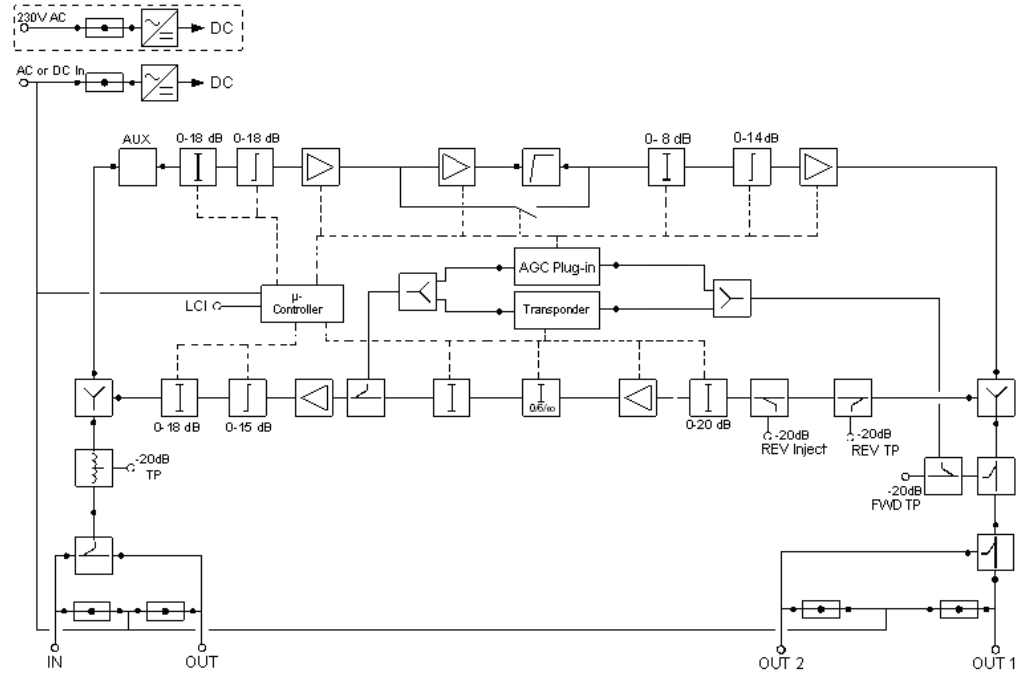 230V AC
DC
AC or DC In
DC
AUX
0-18 dB
0-18 dB
0- 8 dB
0-14dB
AGC Plug-in
μ-
Controller
LCI
Transponder
0/6/∞
0-18 dB
0-15 dB
0-20 dB
-20dB
REV Inject
-20dB
REV TP
-20dB
TP
-20dB
FWD TP
IN
OUT
OUT 2
OUT 1